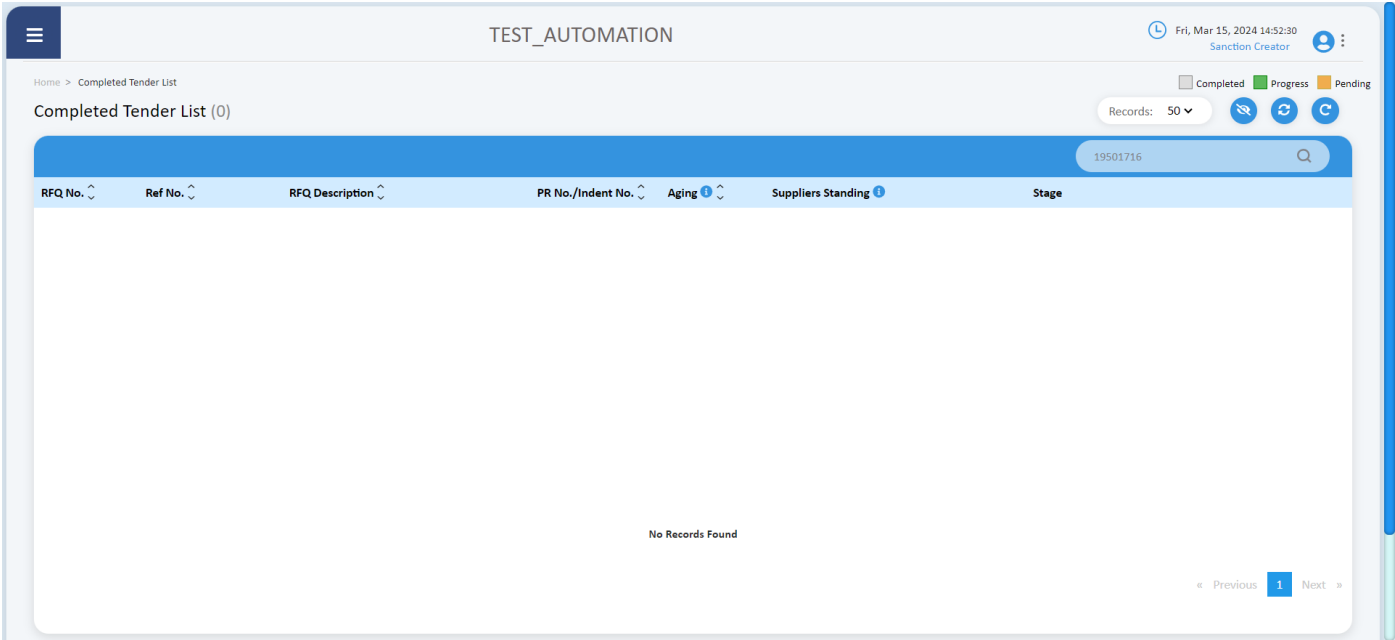 TEST_AUTOMATION
Fri, Mar 15, 2024 14:52:30
Sanction Creator
Home > Completed Tender List
Completed Progress Pending
Completed Tender List (0)
Records: 50
19501716
RFQ No. Ref No. RFQ Description PR No./Indent No. Aging Suppliers Standing Stage
No Records Found
« Previous 1 Next »